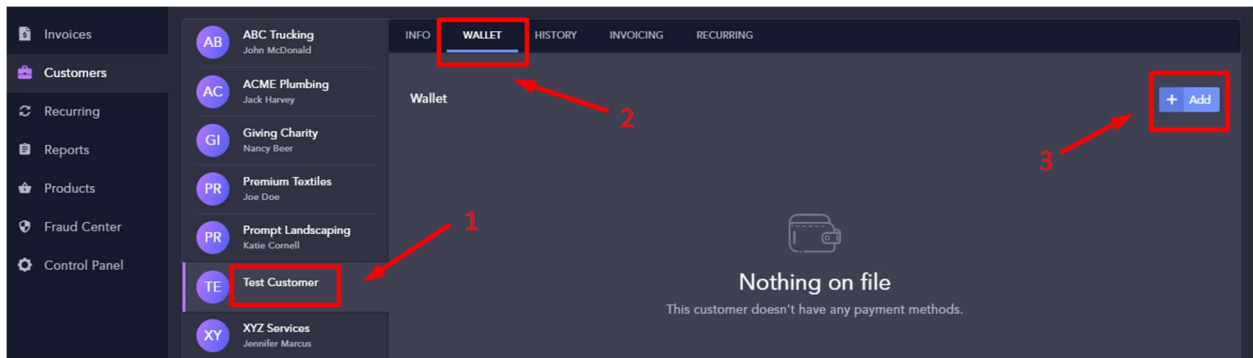 Invoices
Customers
Recurring
Reports
Products
Fraud Center
Control Panel
AB
ABC Trucking
John McDonald
AC
ACME Plumbing
Jack Harvey
GI
Giving Charity
Nancy Beer
PR
Premium Textiles
Joe Doe
PR
Prompt Landscaping
Katie Cornell
TE
Test Customer
XY
XYZ Services
Jennifer Marcus
1
INFO WALLET HISTORY INVOICING RECURRING
2
Wallet
+ Add
3
Nothing on file
This customer doesn't have any payment methods.